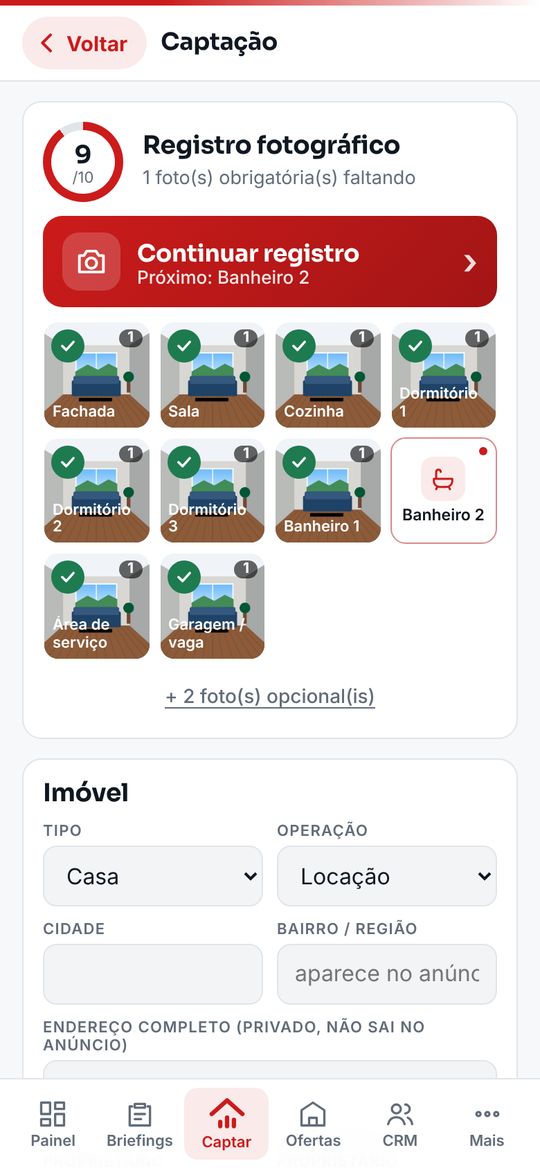 Voltar
Captação
9
/10
Registro fotográfico
1 foto(s) obrigatória(s) faltando
Continuar registro
Próximo: Banheiro 2
1
Fachada
1
Sala
1
Cozinha
1
Dormitório
1
1
Dormitório
2
1
Dormitório
3
1
Banheiro 1
Banheiro 2
1
Área de
serviço
1
Garagem /
vaga
+ 2 foto(s) opcional(is)
Imóvel
TIPO
OPERAÇÃO
Casa
Locação
CIDADE
BAIRRO / REGIÃO
aparece no anúnc
ENDEREÇO COMPLETO (PRIVADO, NÃO SAI NO
ANÚNCIO)
Painel
Briefings
Captar
Ofertas
CRM
Mais